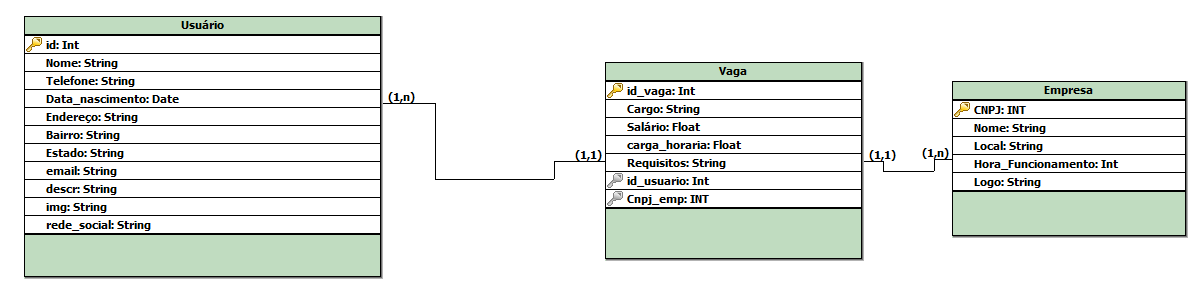 Usuário
id: Int
Nome: String
Telefone: String
Data_nascimento: Date
Endereço: String
Bairro: String
Estado: String
email: String
descr: String
img: String
rede_social: String
(1,n)
(1,1)
Vaga
id_vaga: Int
Cargo: String
Salário: Float
carga_horaria: Float
Requisitos: String
id_usuario: Int
Cnpj_emp: INT
(1,1)
(1,n)
Empresa
CNPJ: INT
Nome: String
Local: String
Hora_Funcionamento: Int
Logo: String